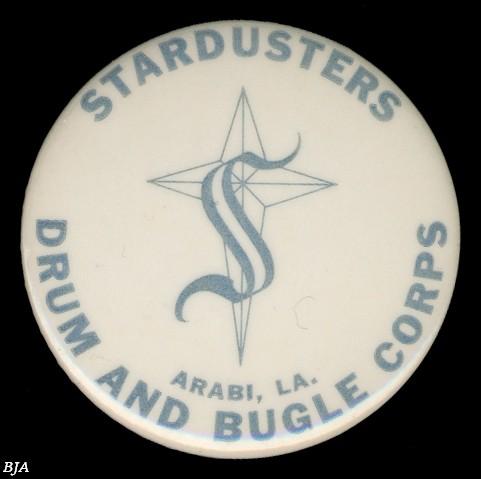 STARDUSTERS
S
ARABI, LA.
DRUM AND BUGLE CORPS
BJA